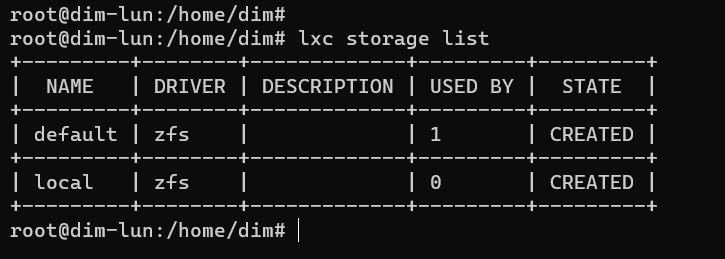 root@dim-lun:/home/dim#
root@dim-lun:/home/dim# lxc storage list
+---------+--------+-------------+---------+---------+
|  NAME   | DRIVER | DESCRIPTION | USED BY |  STATE  |
+---------+--------+-------------+---------+---------+
| default | zfs    |             | 1       | CREATED |
+---------+--------+-------------+---------+---------+
| local   | zfs    |             | 0       | CREATED |
+---------+--------+-------------+---------+---------+
root@dim-lun:/home/dim#